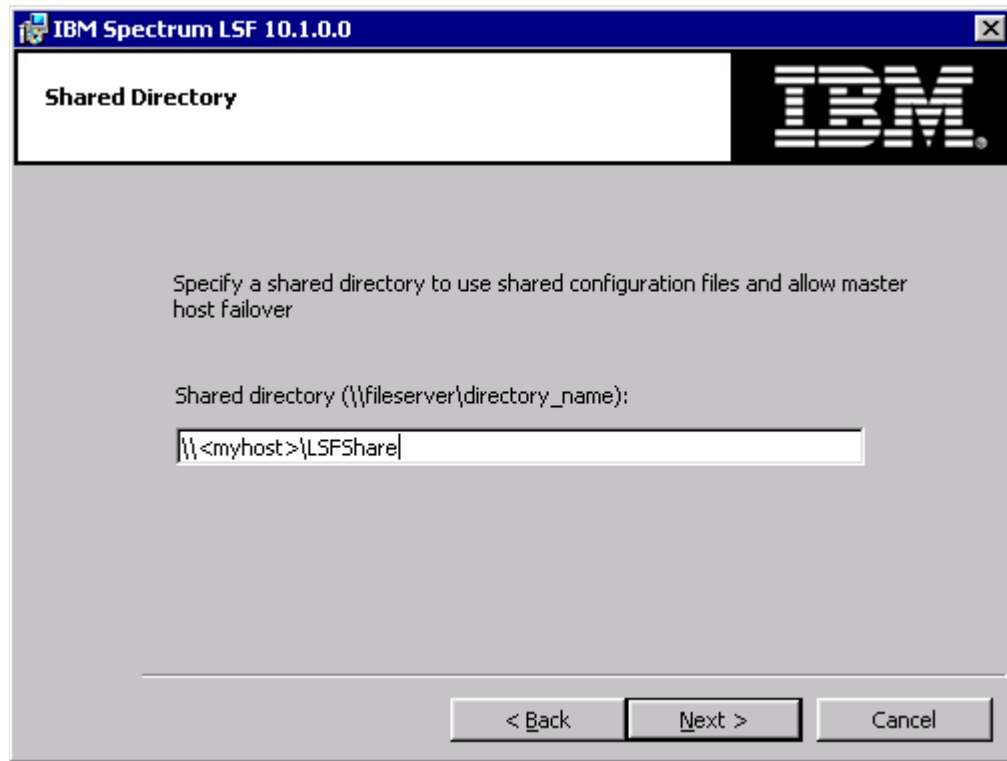 IBM Spectrum LSF 10.1.0.0
Shared Directory
IBM®
Specify a shared directory to use shared configuration files and allow master
host failover
Shared directory (\\fileserver\directory_name):
\\<myhost>\LSFShare
< Back
Next >
Cancel